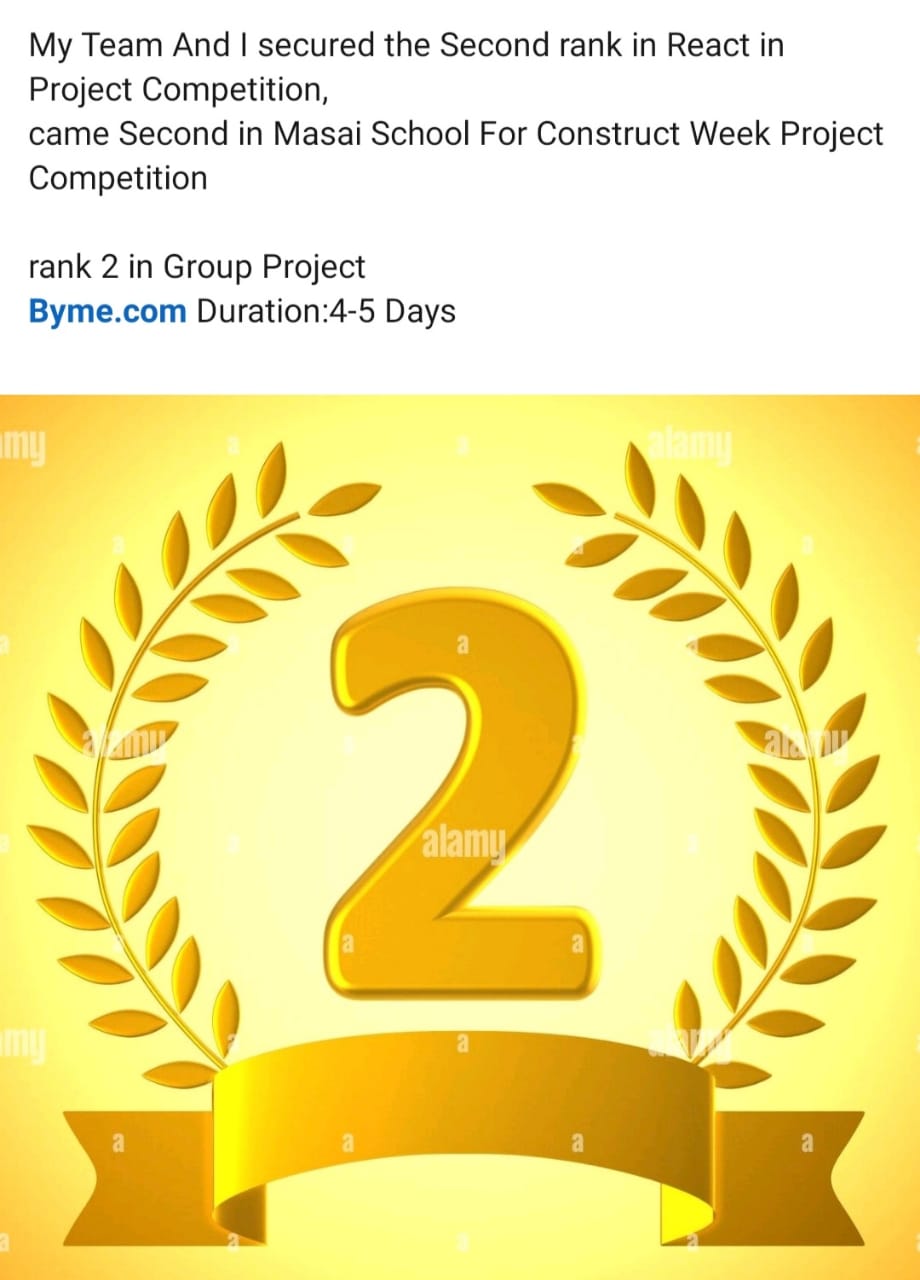 My Team And I secured the Second rank in React in
Project Competition,
came Second in Masai School For Construct Week Project
Competition
rank 2 in Group Project
Byme.com Duration:4-5 Days
my
a
a
alamy
a
a
a
a
a
a
alamy
a
a
alamy
a
alamy
a
a
a
a
my
a
a
alamy
a
a
a
a
a
a
a
a
2